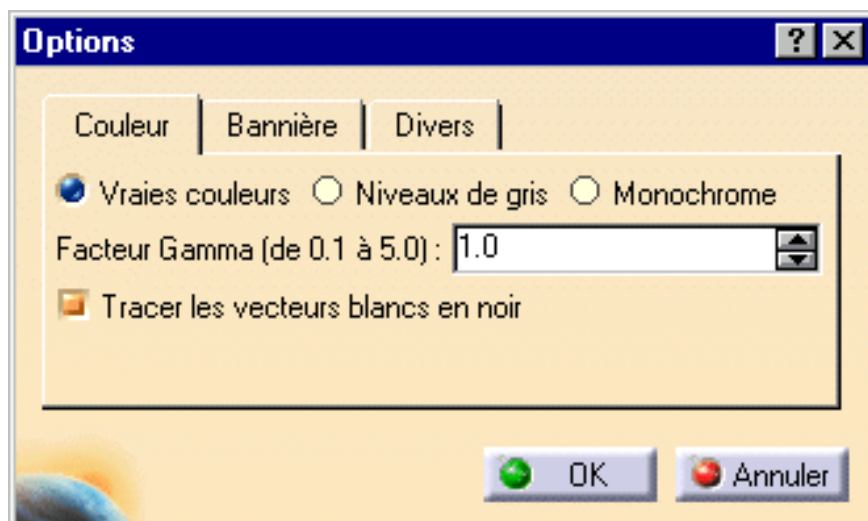 Options
Couleur Bannière Divers
Vraies couleurs Niveaux de gris Monochrome
Facteur Gamma (de 0.1 à 5.0) : 1.0
Tracer les vecteurs blancs en noir
OK Annuler